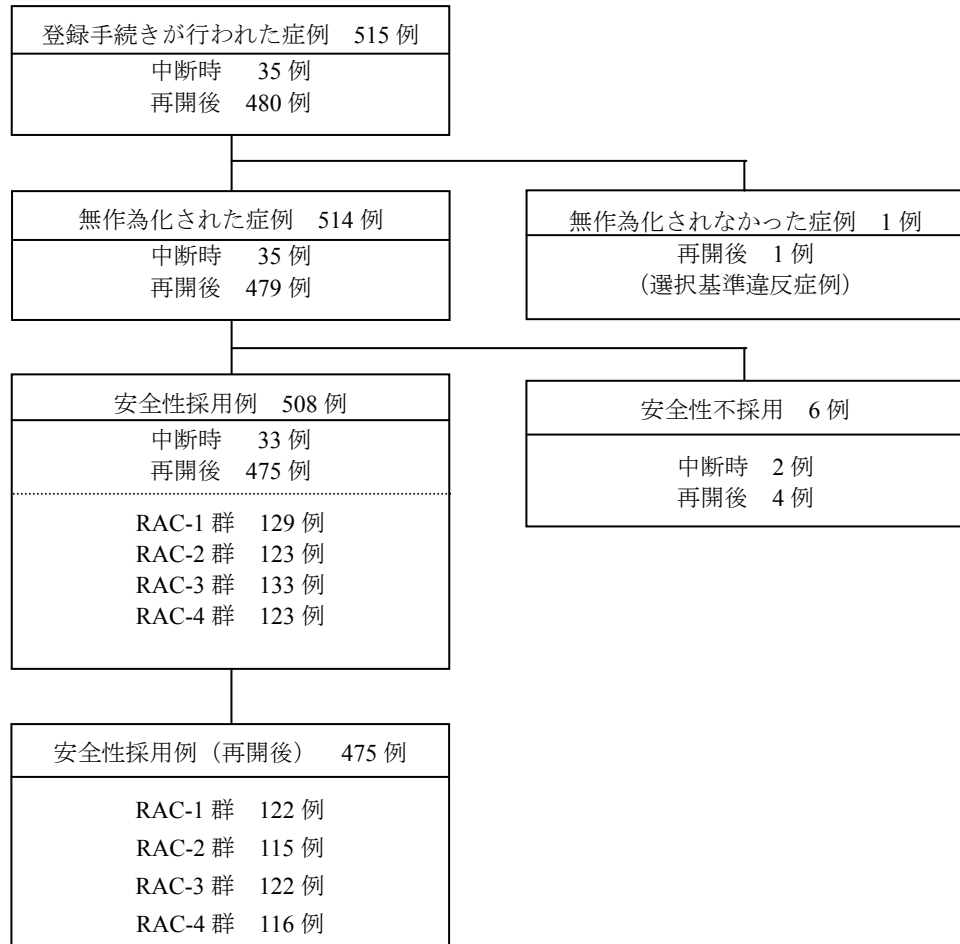 登録手続きが行われた症例 515 例
中断時 35 例
再開後 480 例
無作為化された症例 514 例
中断時 35 例
再開後 479 例
無作為化されなかった症例 1 例
再開後 1 例
（選択基準違反症例）
安全性採用例 508 例
中断時 33 例
再開後 475 例
RAC-1 群 129 例
RAC-2 群 123 例
RAC-3 群 133 例
RAC-4 群 123 例
安全性不採用 6 例
中断時 2 例
再開後 4 例
安全性採用例（再開後） 475 例
RAC-1 群 122 例
RAC-2 群 115 例
RAC-3 群 122 例
RAC-4 群 116 例